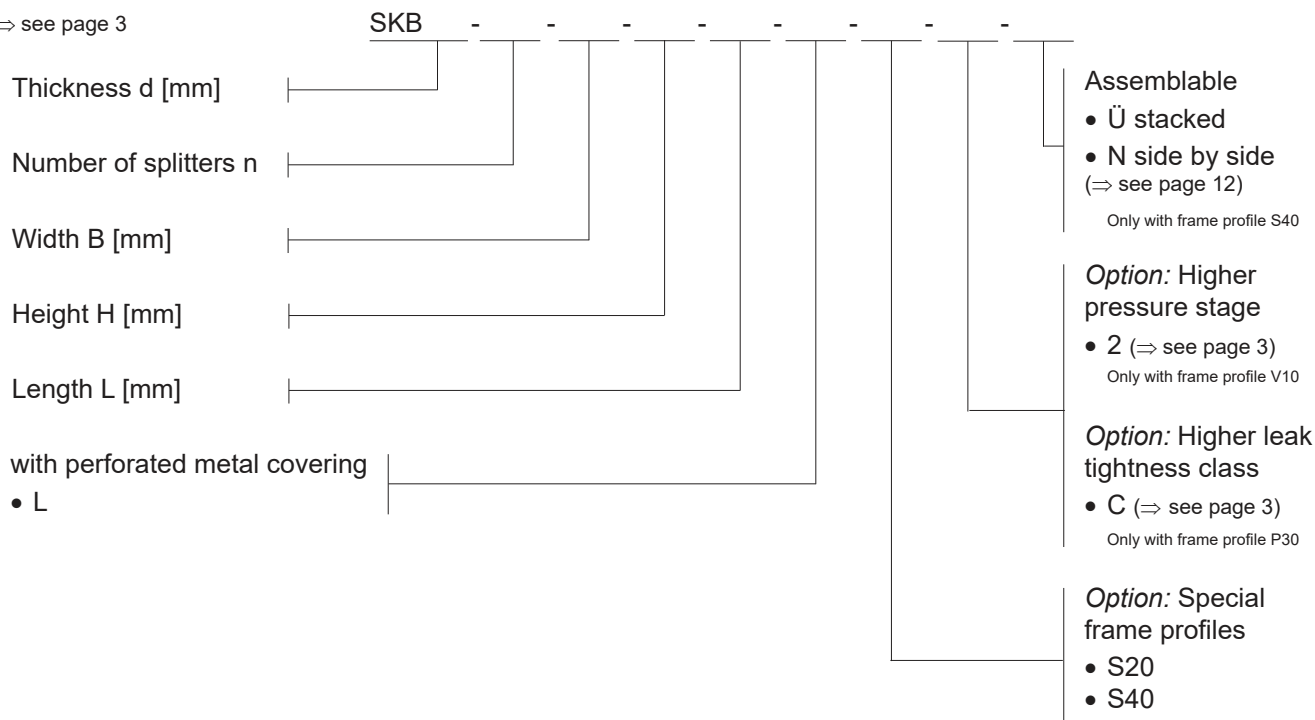 ⇒ see page 3
SKB - - - - - - - -
Thickness d [mm]
Number of splitters n
Width B [mm]
Height H [mm]
Length L [mm]
with perforated metal covering
• L
Assemblable
• Ü stacked
• N side by side
(⇒ see page 12)
Only with frame profile S40
Option: Higher
pressure stage
• 2 (⇒ see page 3)
Only with frame profile V10
Option: Higher leak
tightness class
• C (⇒ see page 3)
Only with frame profile P30
Option: Special
frame profiles
• S20
• S40